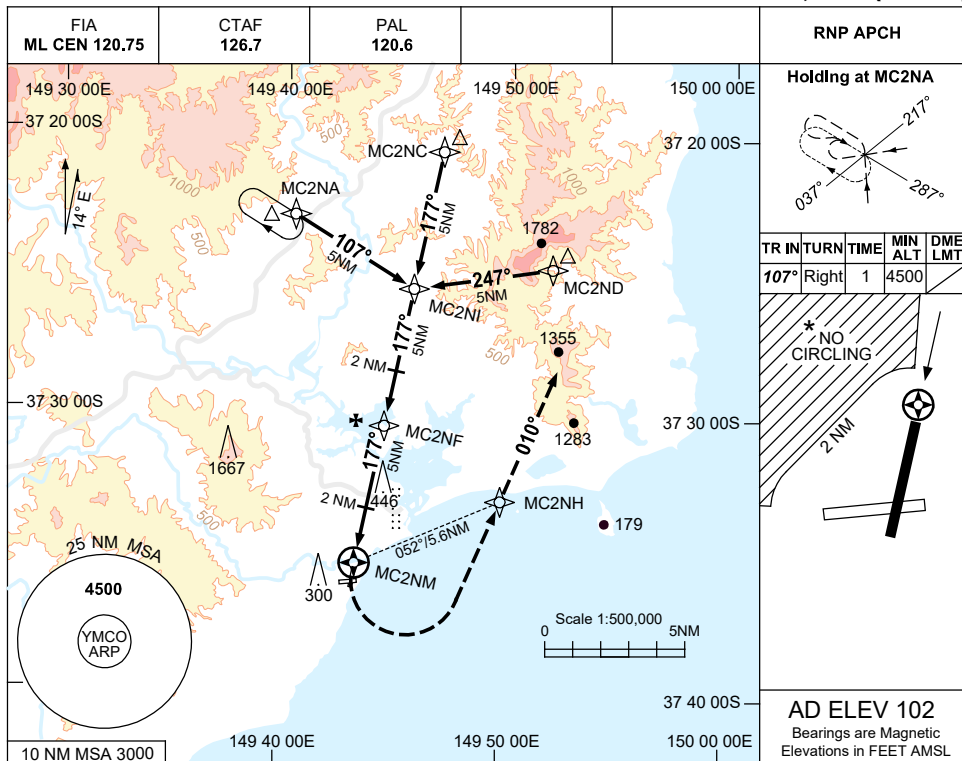 FIA
ML CEN 120.75
CTAF
126.7
PAL
120.6
RNP APCH
149 30 00E
149 40 00E
149 50 00E
150 00 00E
37 20 00S
37 20 00S
14° E
500
1000
500
1000
500
500
MC2NC
MC2NA
177°
5NM
107°
5NM
1782
247°
5NM
MC2ND
MC2NI
177°
5NM
2 NM
1355
37 30 00S
37 30 00S
MC2NF
1283
010°
177°
5NM
1667
2 NM
446
MC2NH
179
052°/5.6NM
500
MC2NM
300
25 NM MSA
4500
YMCO
ARP
Scale 1:500,000
0
5NM
37 40 00S
149 40 00E
149 50 00E
150 00 00E
10 NM MSA 3000
Holding at MC2NA
217°
037°
287°
TR IN
TURN
TIME
MIN ALT
DME LMT
107°
Right
1
4500
* NO
CIRCLING
2 NM
AD ELEV 102
Bearings are Magnetic
Elevations in FEET AMSL